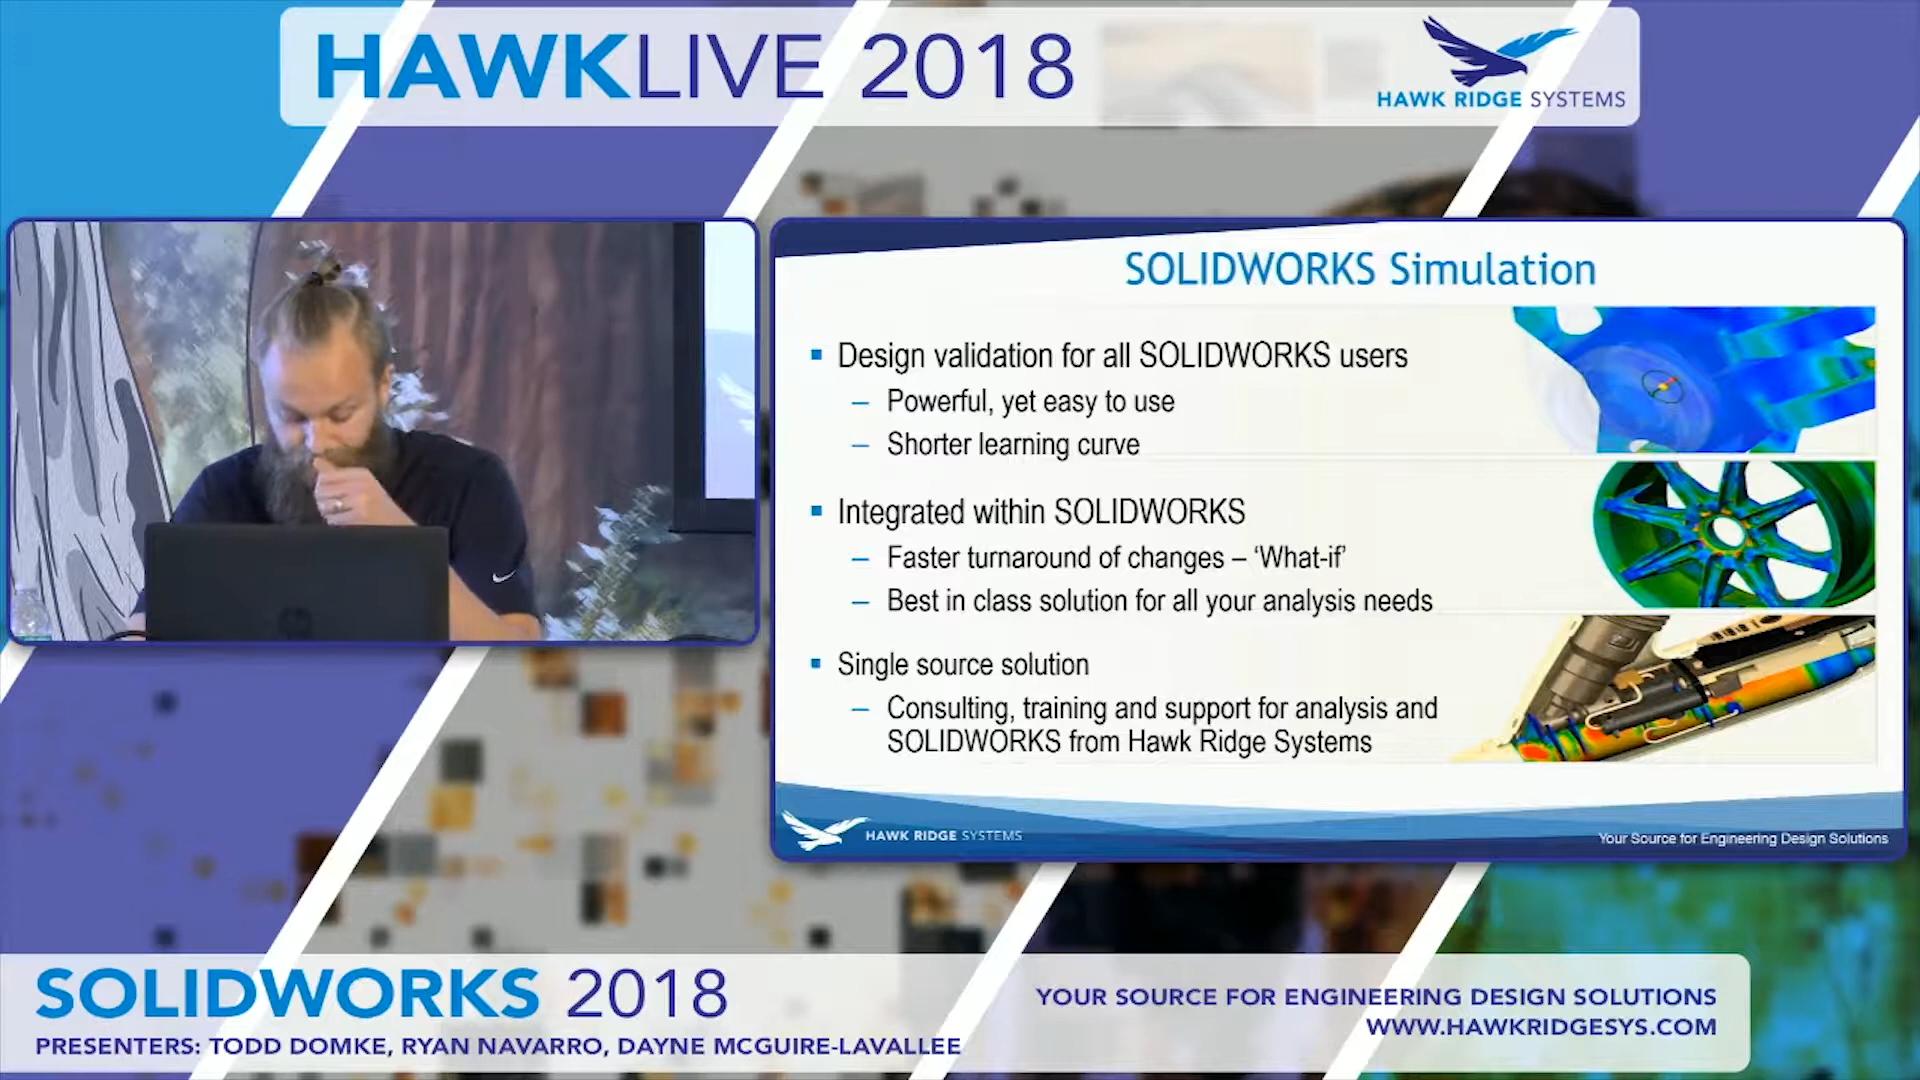 HAWKLIVE 2018
HAWK RIDGE SYSTEMS
SOLIDWORKS Simulation
Design validation for all SOLIDWORKS users
– Powerful, yet easy to use
– Shorter learning curve
Integrated within SOLIDWORKS
– Faster turnaround of changes – ‘What-if’
– Best in class solution for all your analysis needs
Single source solution
– Consulting, training and support for analysis and
SOLIDWORKS from Hawk Ridge Systems
HAWK RIDGE SYSTEMS
Your Source for Engineering Design Solutions
SOLIDWORKS 2018
PRESENTERS: TODD DOMKE, RYAN NAVARRO, DAYNE MCGUIRE-LAVALLEE
YOUR SOURCE FOR ENGINEERING DESIGN SOLUTIONS
WWW.HAWKRIDGESYS.COM